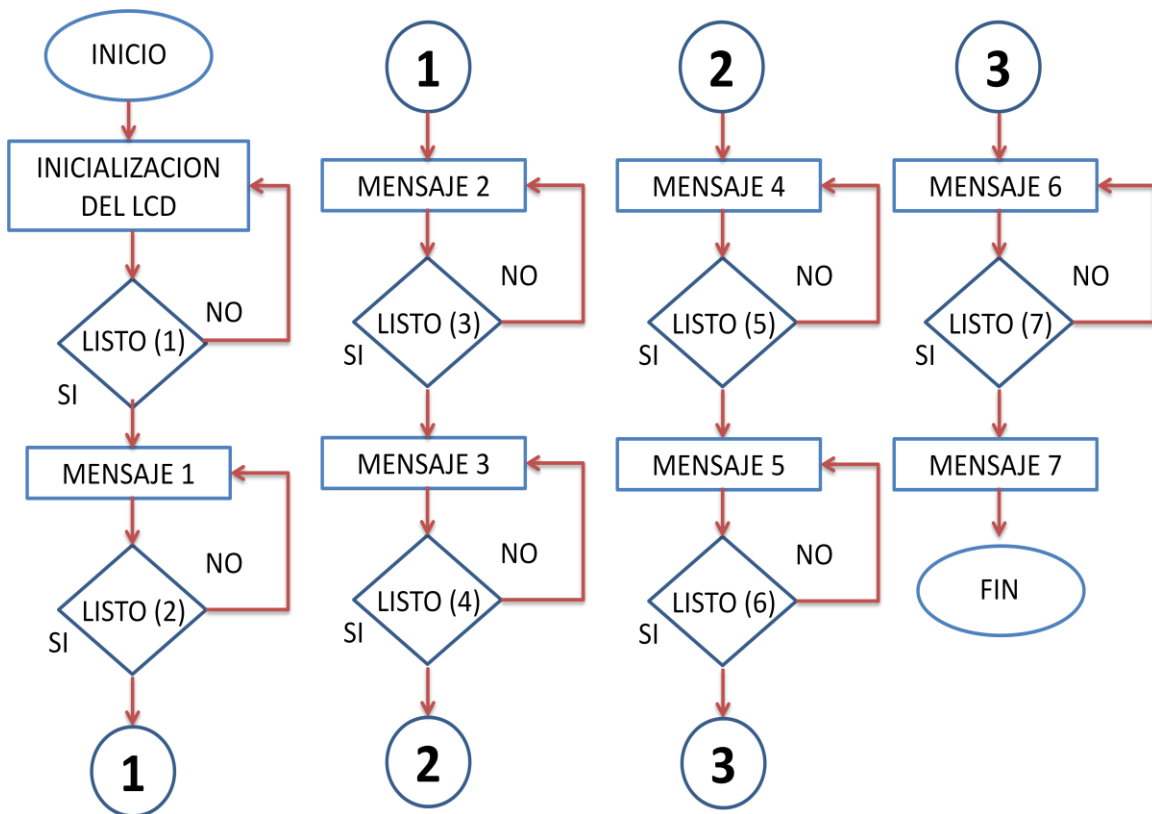 INICIO
INICIALIZACION
DEL LCD
NO
LISTO (1)
SI
MENSAJE 1
NO
LISTO (2)
SI
1
1
MENSAJE 2
NO
LISTO (3)
SI
MENSAJE 3
NO
LISTO (4)
SI
2
2
MENSAJE 4
NO
LISTO (5)
SI
MENSAJE 5
NO
LISTO (6)
SI
3
3
MENSAJE 6
NO
LISTO (7)
SI
MENSAJE 7
FIN